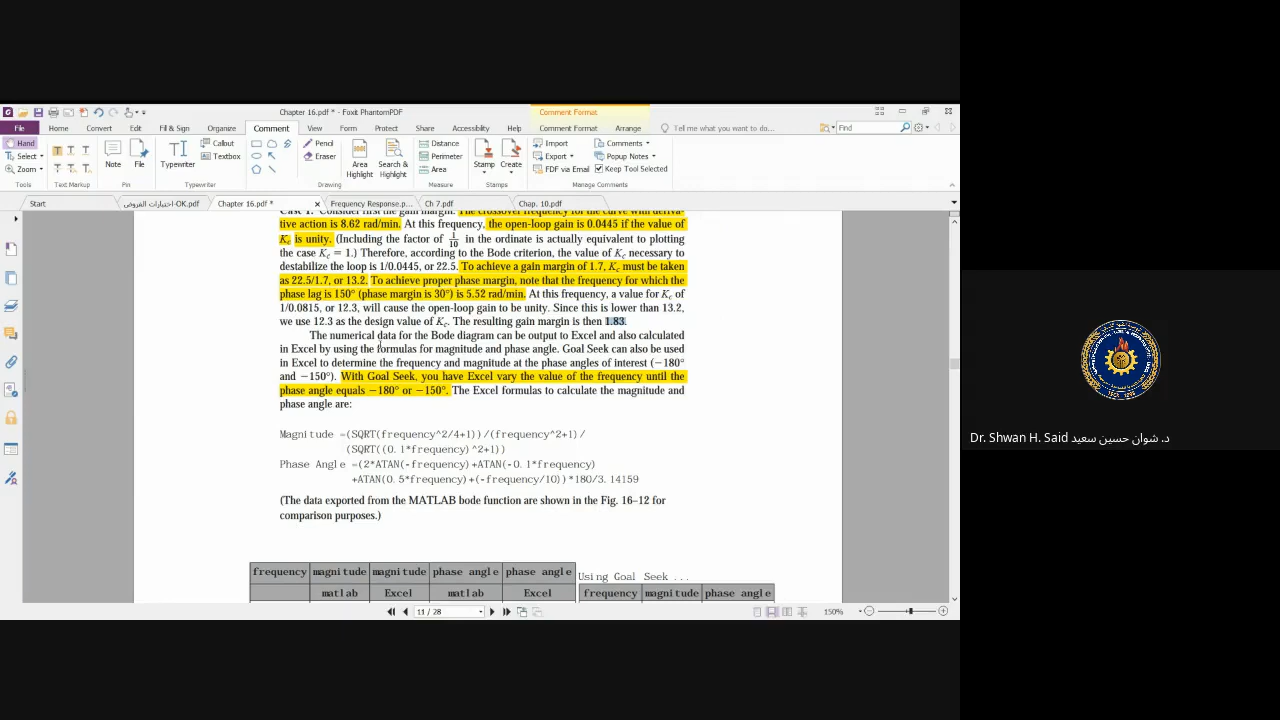 Chapter 16.pdf * - Foxit PhantomPDF
Comment Format
File Home Convert Edit Fill & Sign Organize Comment View Form Protect Share Accessibility Help Comment Format Arrange Tell me what you want to do... Find
Hand
Select
Zoom
Tools
Text Markup
Note
File
Pin
Typewriter
Callout
Textbox
Typewriter
Pencil
Eraser
Area Highlight
Search & Highlight
Drawing
Distance
Perimeter
Area
Measure
Stamp
Create
Stamps
Import
Export
FDF via Email
Comments
Popup Notes
Keep Tool Selected
Manage Comments
Start
اختبارات الفروض-OK.pdf
Chapter 16.pdf *
Frequency Response.p...
Ch 7.pdf
Chap. 10.pdf
Case 1. Consider first the gain margin. The crossover frequency for the curve with deriva-
tive action is 8.62 rad/min. At this frequency, the open-loop gain is 0.0445 if the value of
Kc is unity. (Including the factor of 1/10 in the ordinate is actually equivalent to plotting
the case Kc = 1.) Therefore, according to the Bode criterion, the value of Kc necessary to
destabilize the loop is 1/0.0445, or 22.5. To achieve a gain margin of 1.7, Kc must be taken
as 22.5/1.7, or 13.2. To achieve proper phase margin, note that the frequency for which the
phase lag is 150° (phase margin is 30°) is 5.52 rad/min. At this frequency, a value for Kc of
1/0.0815, or 12.3, will cause the open-loop gain to be unity. Since this is lower than 13.2,
we use 12.3 as the design value of Kc. The resulting gain margin is then 1.83.
The numerical data for the Bode diagram can be output to Excel and also calculated
in Excel by using the formulas for magnitude and phase angle. Goal Seek can also be used
in Excel to determine the frequency and magnitude at the phase angles of interest (−180°
and −150°). With Goal Seek, you have Excel vary the value of the frequency until the
phase angle equals −180° or −150°. The Excel formulas to calculate the magnitude and
phase angle are:
Magnitude =(SQRT(frequency^2/4+1))/(frequency^2+1)/
(SQRT((0.1*frequency)^2+1))
Phase Angle =(2*ATAN(-frequency)+ATAN(-0.1*frequency)
+ATAN(0.5*frequency)+(-frequency/10))*180/3.14159
(The data exported from the MATLAB bode function are shown in the Fig. 16–12 for
comparison purposes.)
frequency magnitude magnitude phase angle phase angle
matlab Excel matlab Excel
Using Goal Seek ...
frequency magnitude phase angle
11 / 28
150%
Dr. Shwan H. Said د. شوان حسين سعيد